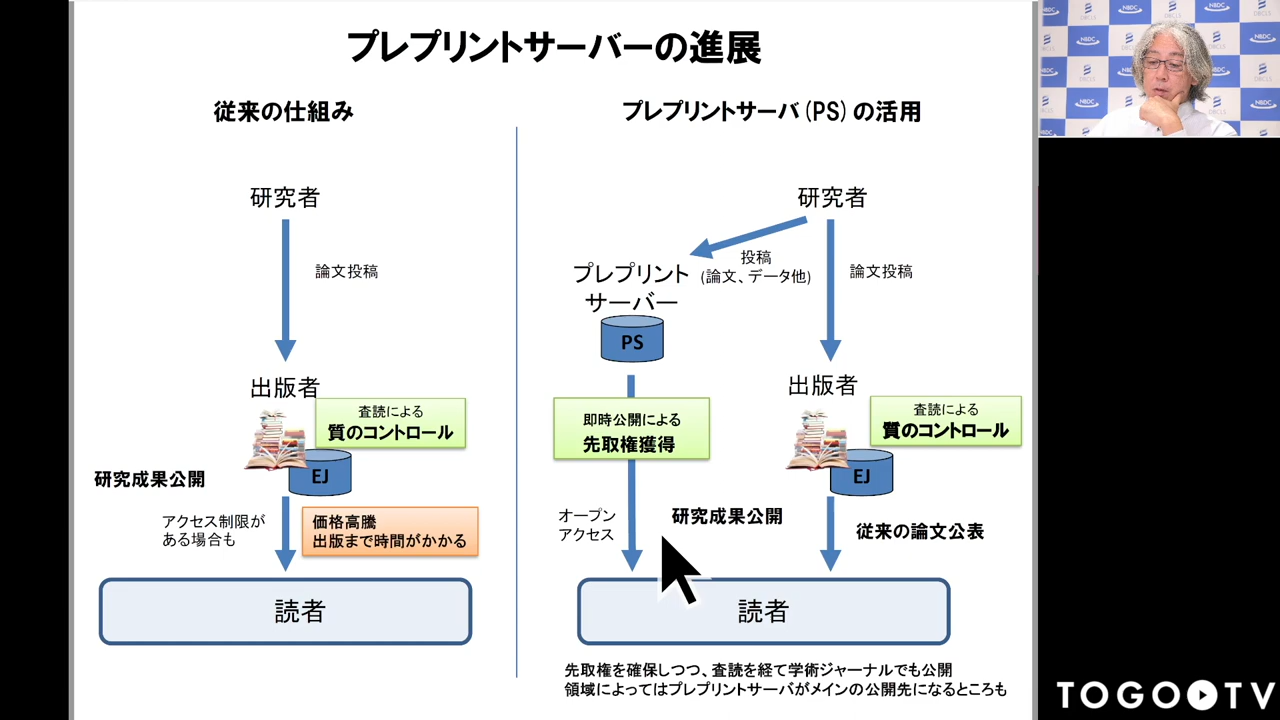 プレプリントサーバーの進展
従来の仕組み
研究者
論文投稿
出版者
査読による
質のコントロール
EJ
研究成果公開
アクセス制限が
ある場合も
価格高騰
出版まで時間がかかる
読者
プレプリントサーバ(PS)の活用
研究者
投稿
(論文、データ他)
論文投稿
プレプリント
サーバー
PS
即時公開による
先取権獲得
出版者
査読による
質のコントロール
EJ
オープン
アクセス
研究成果公開
従来の論文公表
読者
先取権を確保しつつ、査読を経て学術ジャーナルでも公開
領域によってはプレプリントサーバがメインの公開先になるところも
NBDC
DBCLS
TOGO TV